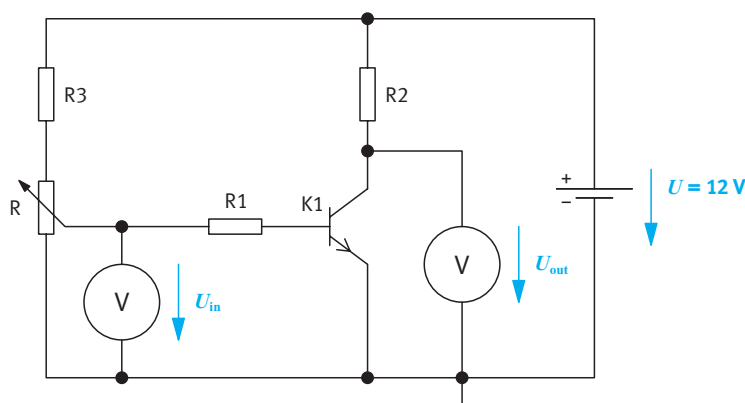 R3
R2
+
−
U = 12 V
R
R1
K1
V
U_in
V
U_out